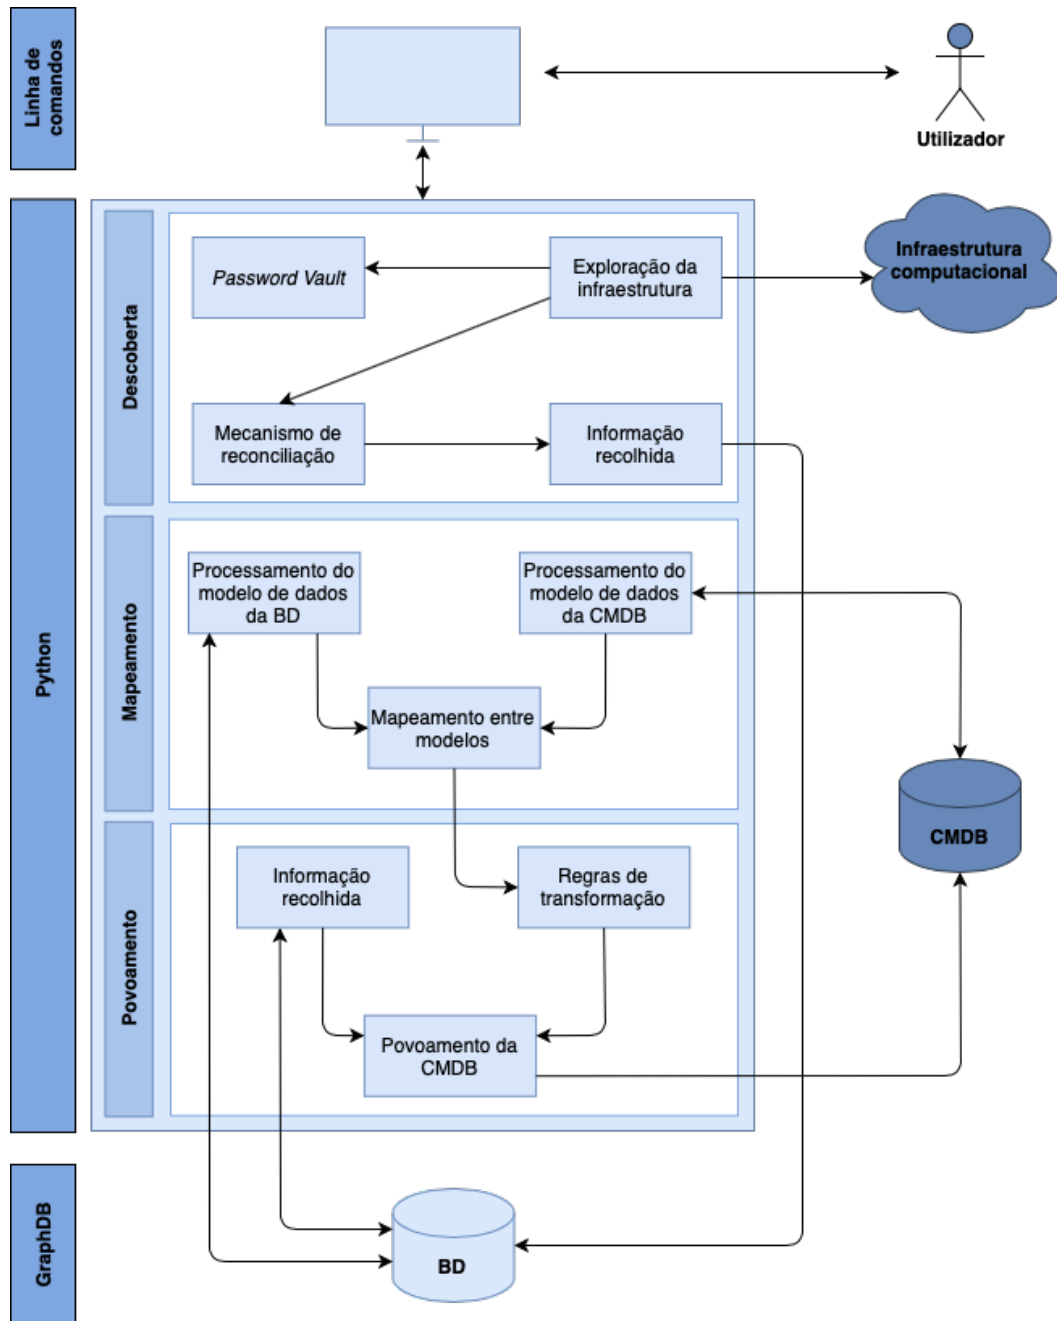 Linha de
comandos
Utilizador
Python
Descoberta
Password Vault
Exploração da
infraestrutura
Infraestrutura
computacional
Mecanismo de
reconciliação
Informação
recolhida
Mapeamento
Processamento do
modelo de dados
da BD
Processamento do
modelo de dados
da CMDB
Mapeamento entre
modelos
CMDB
Povoamento
Informação
recolhida
Regras de
transformação
Povoamento da
CMDB
GraphDB
BD